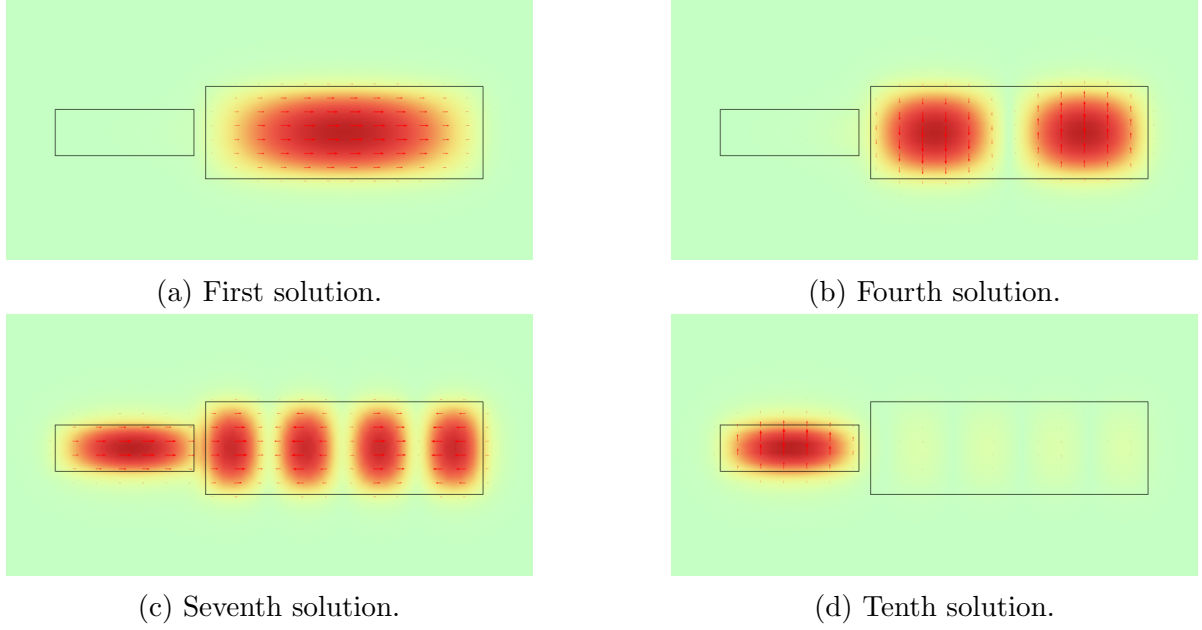 (a) First solution.
(b) Fourth solution.
(c) Seventh solution.
(d) Tenth solution.